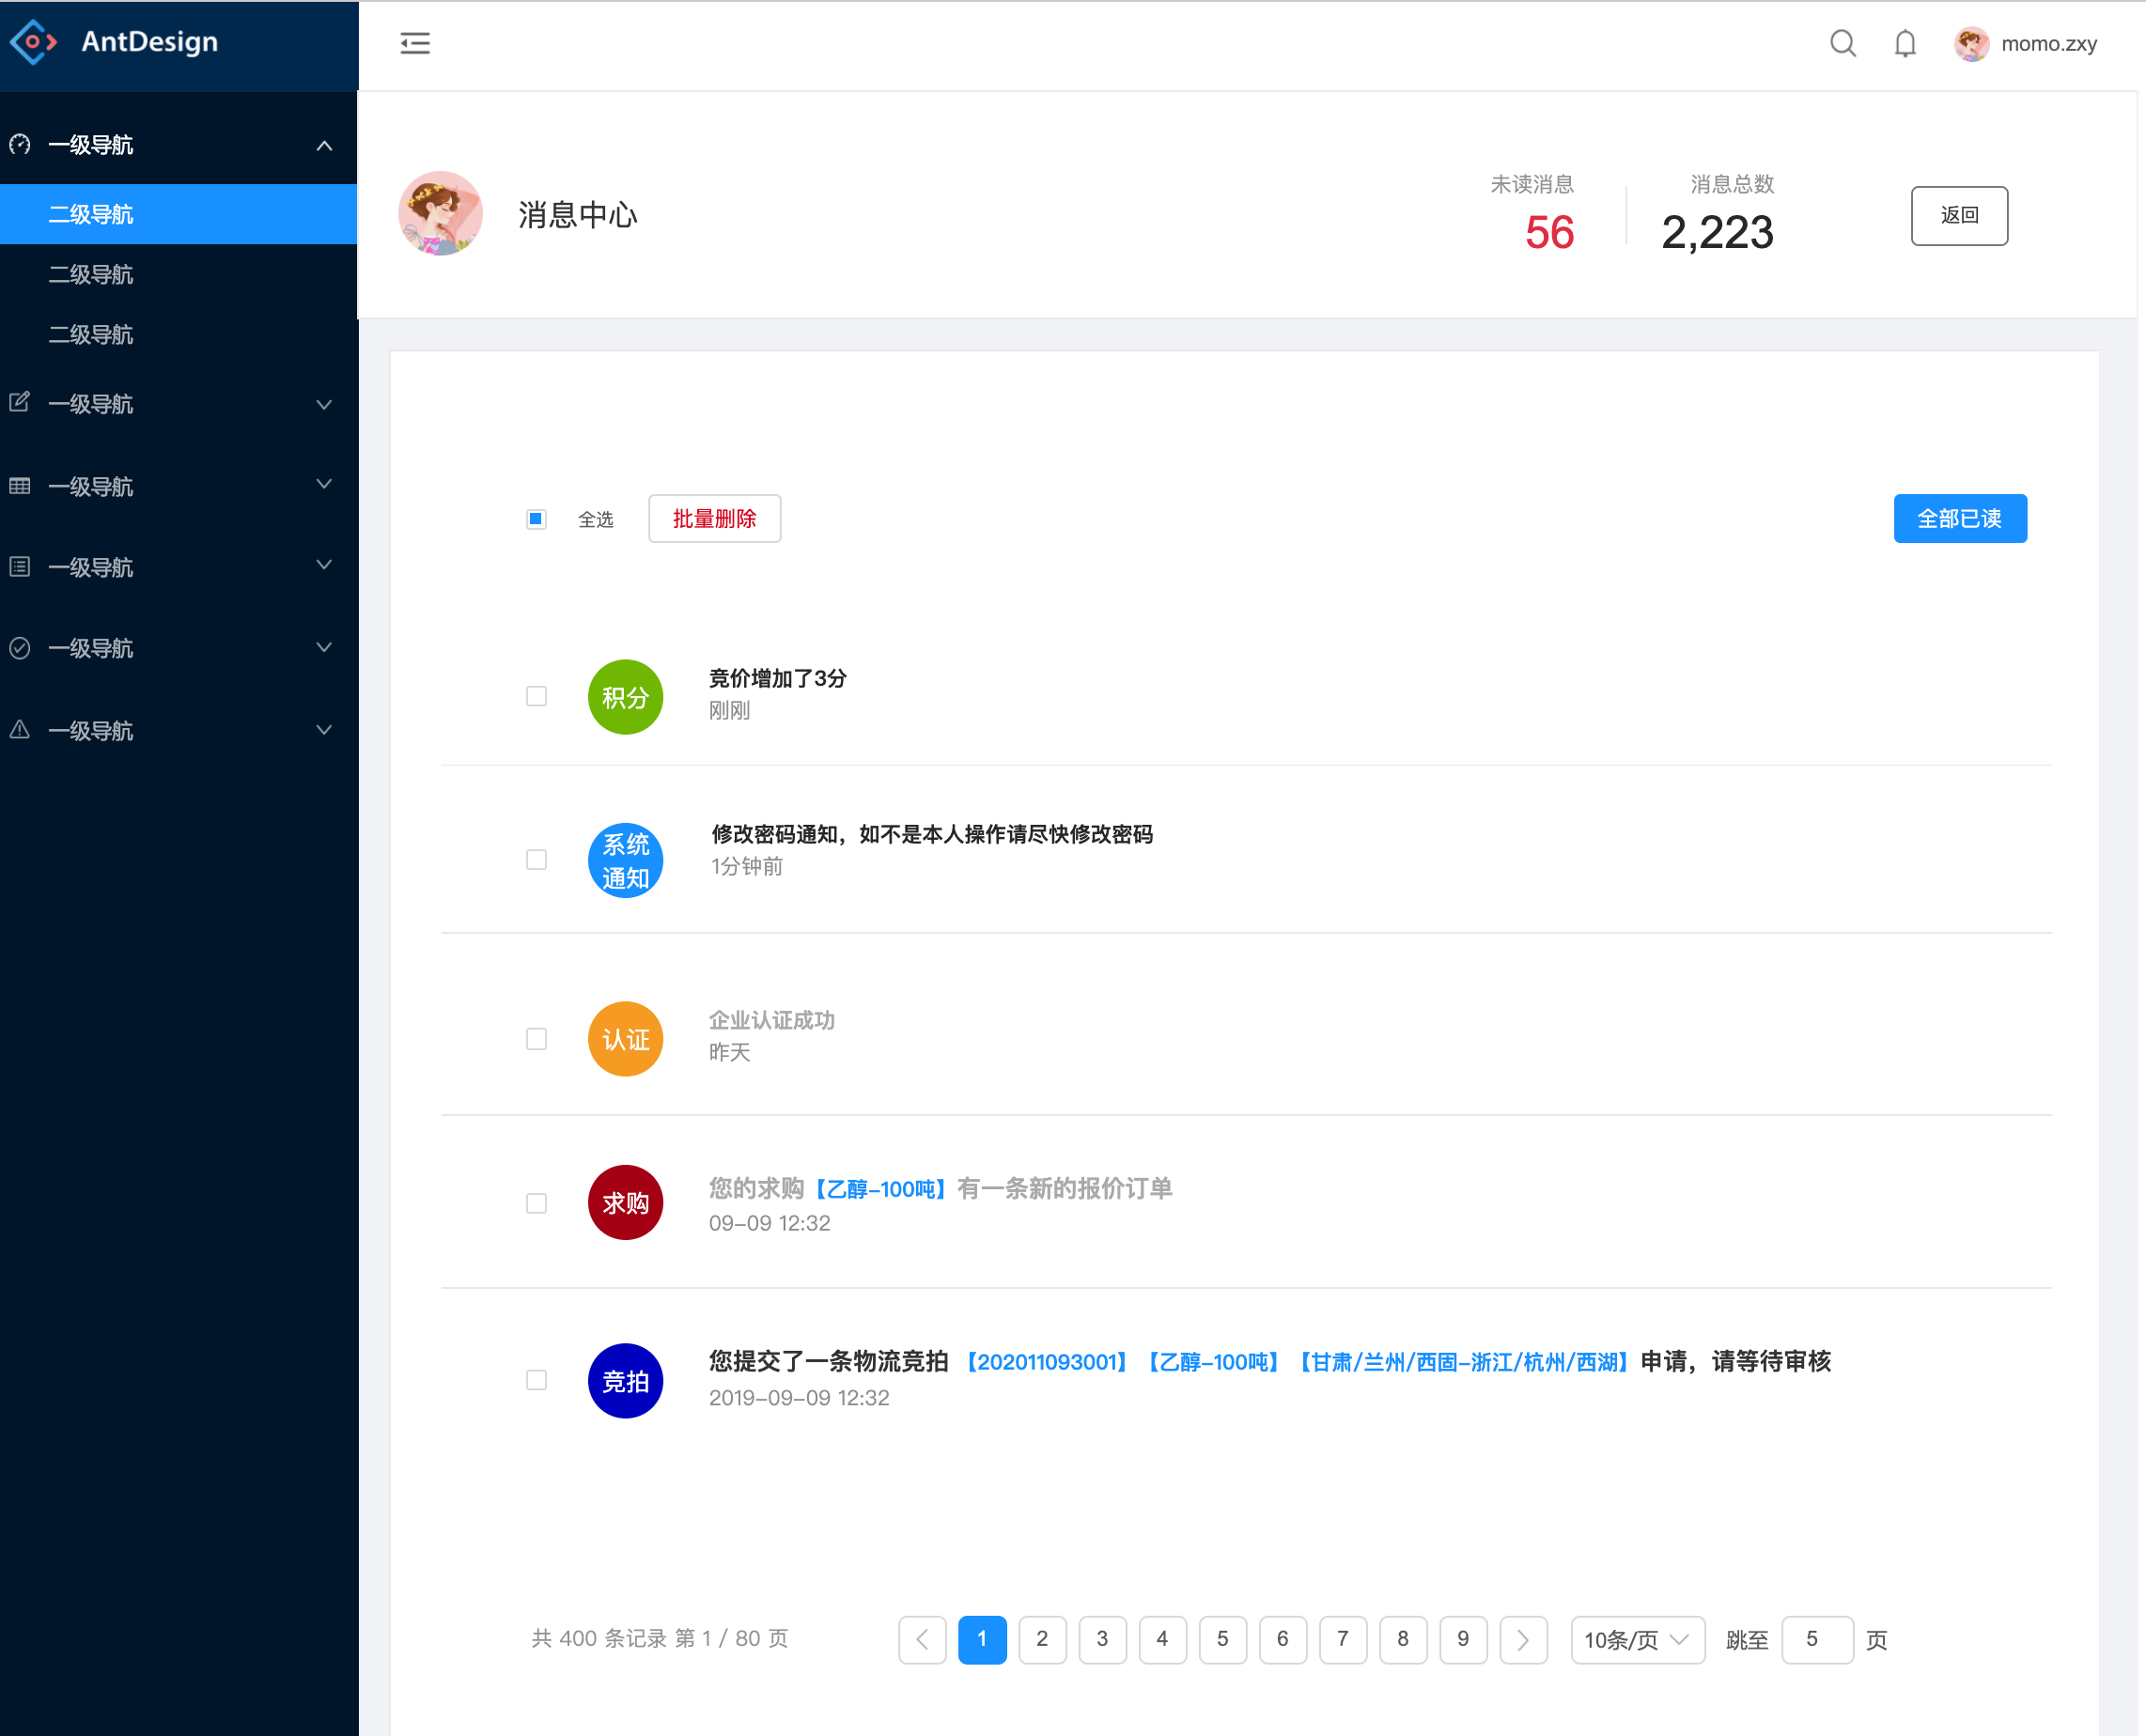 AntDesign
momo.zxy
一级导航
二级导航
二级导航
二级导航
一级导航
一级导航
一级导航
一级导航
一级导航
消息中心
未读消息
56
消息总数
2,223
返回
全选
批量删除
全部已读
积分
竞价增加了3分
刚刚
系统
通知
修改密码通知，如不是本人操作请尽快修改密码
1分钟前
认证
企业认证成功
昨天
求购
您的求购【乙醇-100吨】有一条新的报价订单
09-09 12:32
竞拍
您提交了一条物流竞拍 【202011093001】【乙醇-100吨】【甘肃/兰州/西固-浙江/杭州/西湖】申请，请等待审核
2019-09-09 12:32
共 400 条记录 第 1 / 80 页
1 2 3 4 5 6 7 8 9
10条/页
跳至 5 页